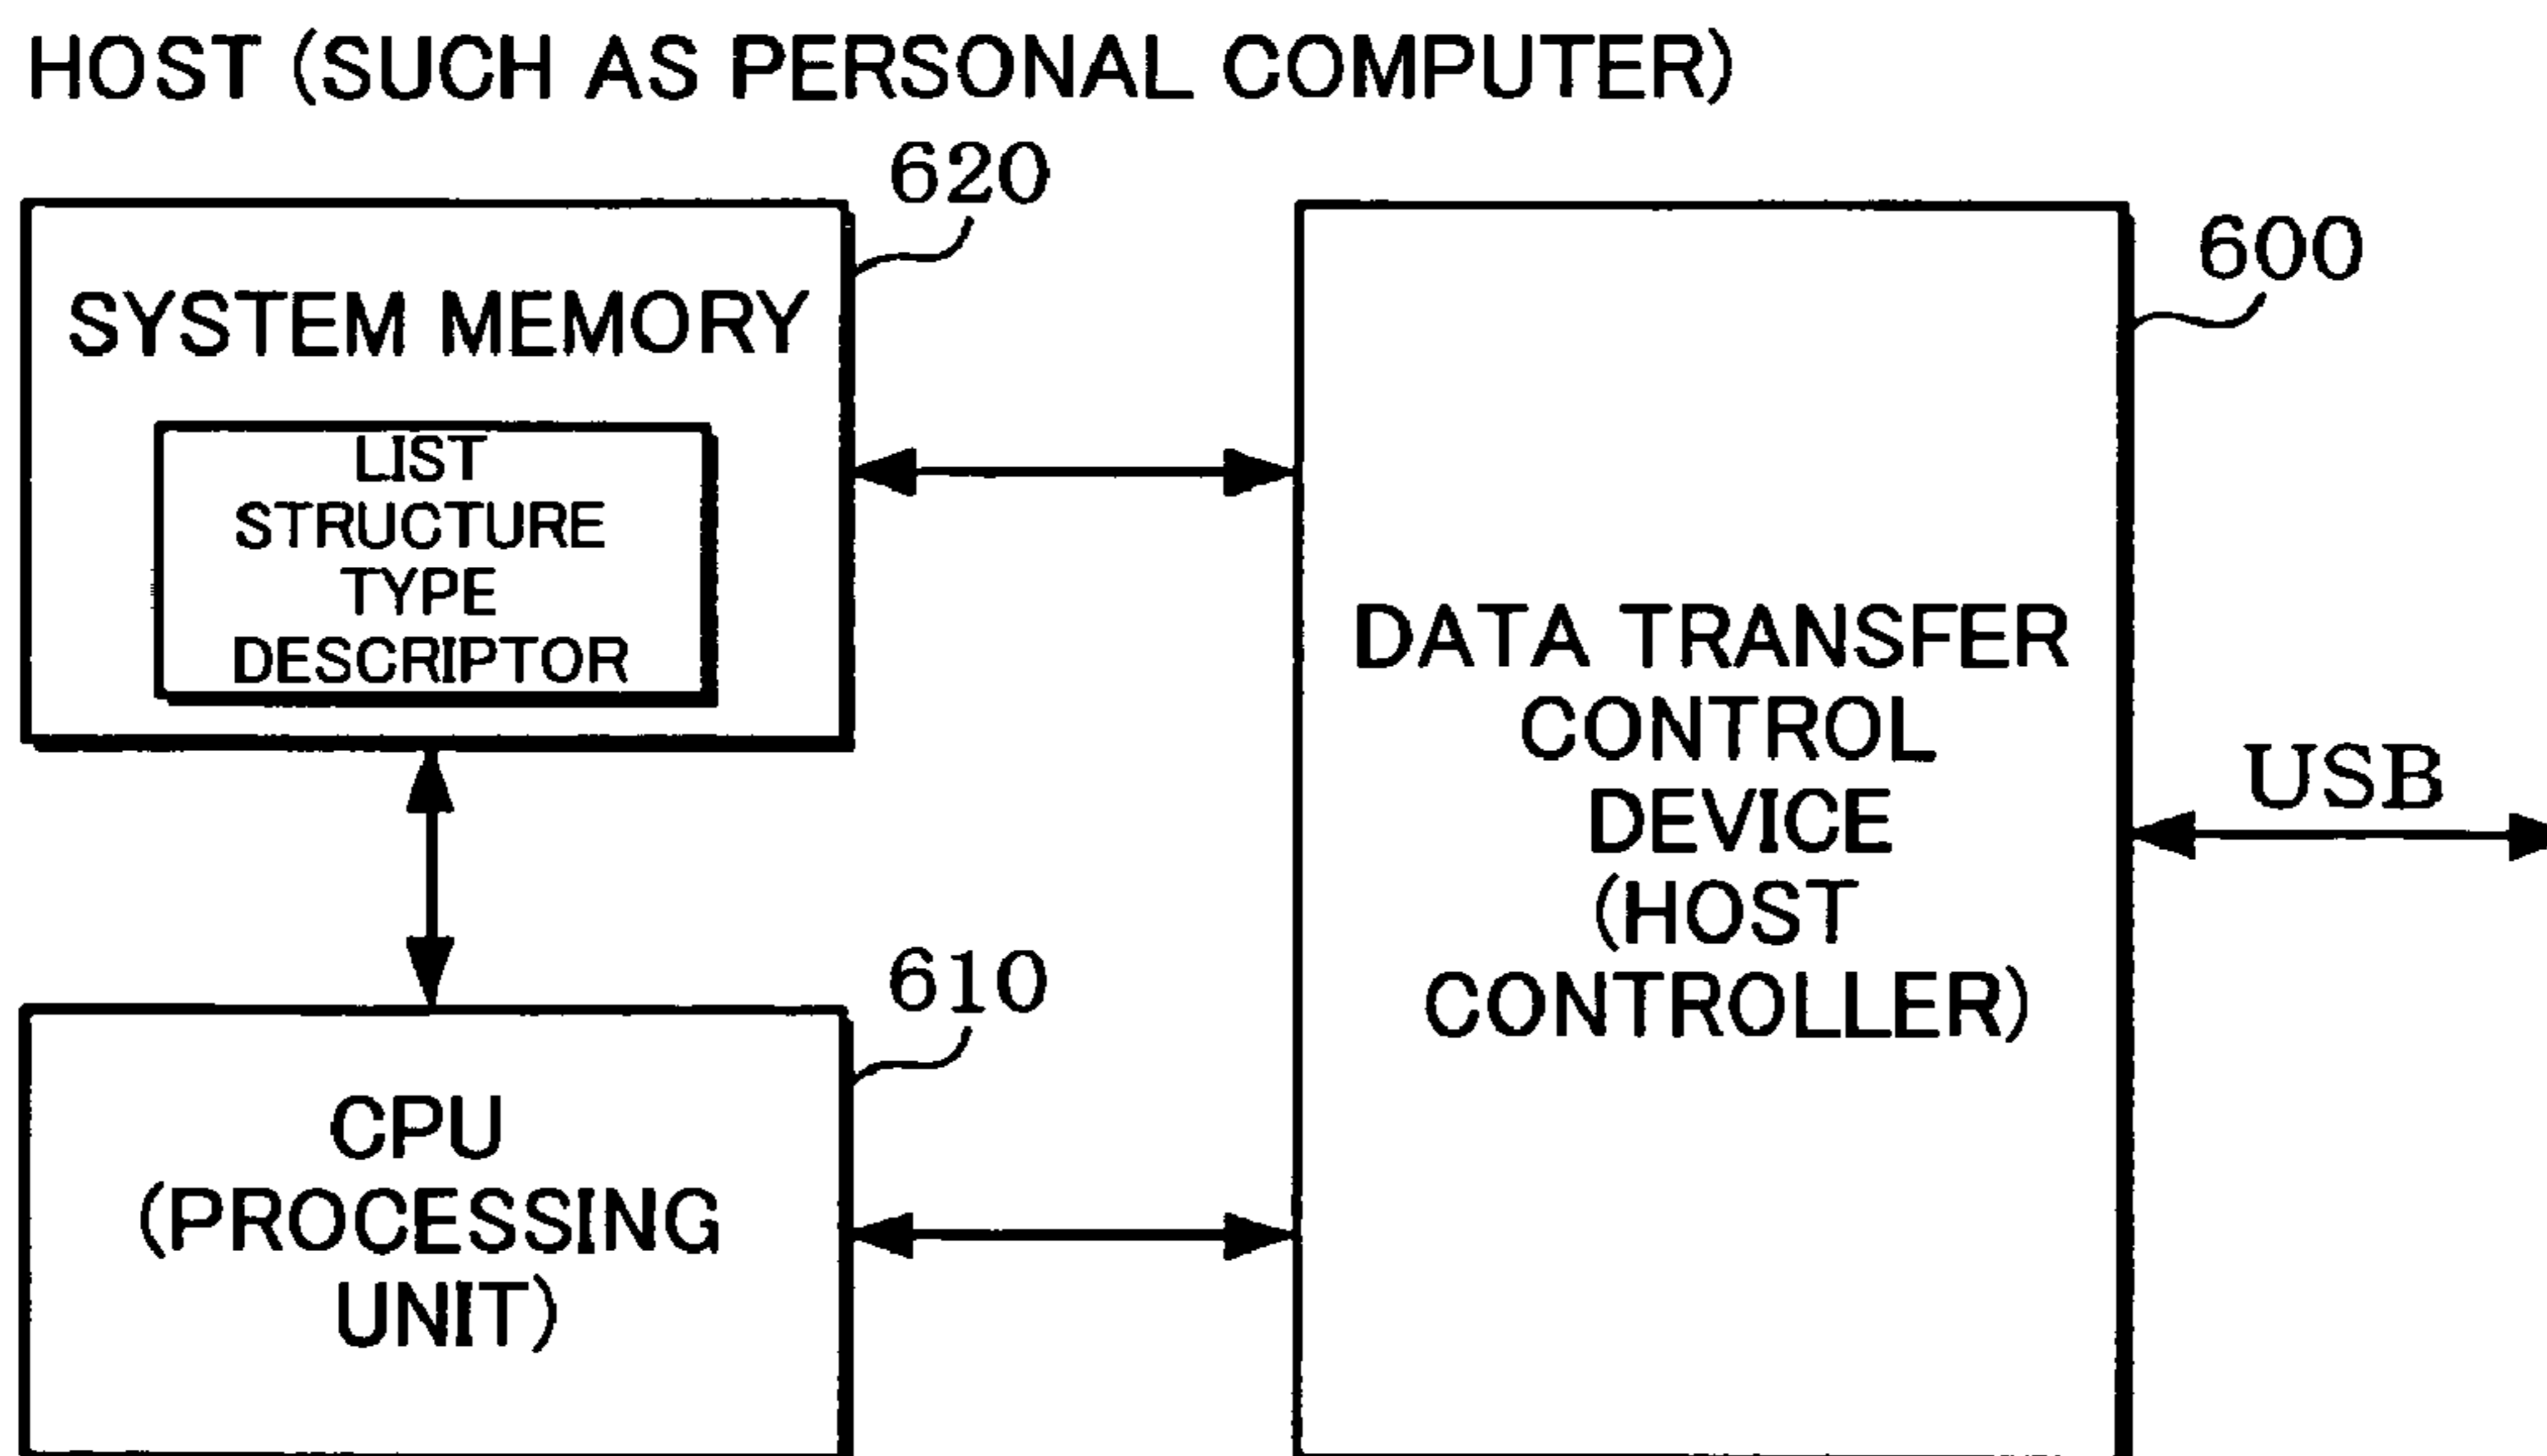 HOST (SUCH AS PERSONAL COMPUTER)
620
SYSTEM MEMORY
LIST
STRUCTURE
TYPE
DESCRIPTOR
600
DATA TRANSFER
CONTROL
DEVICE
(HOST
CONTROLLER)
USB
610
CPU
(PROCESSING
UNIT)